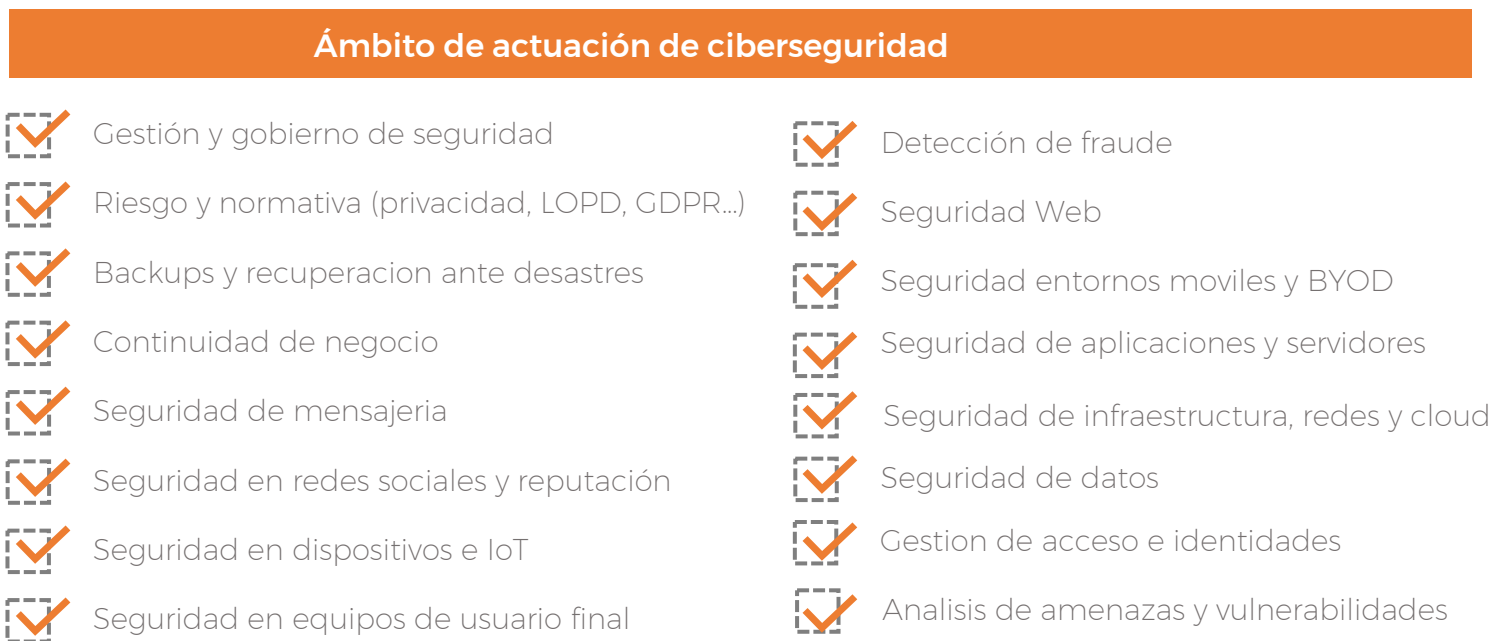 Ámbito de actuación de ciberseguridad
Gestión y gobierno de seguridad
Riesgo y normativa (privacidad, LOPD, GDPR...)
Backups y recuperacion ante desastres
Continuidad de negocio
Seguridad de mensajeria
Seguridad en redes sociales y reputación
Seguridad en dispositivos e IoT
Seguridad en equipos de usuario final
Detección de fraude
Seguridad Web
Seguridad entornos moviles y BYOD
Seguridad de aplicaciones y servidores
Seguridad de infraestructura, redes y cloud
Seguridad de datos
Gestion de acceso e identidades
Analisis de amenazas y vulnerabilidades